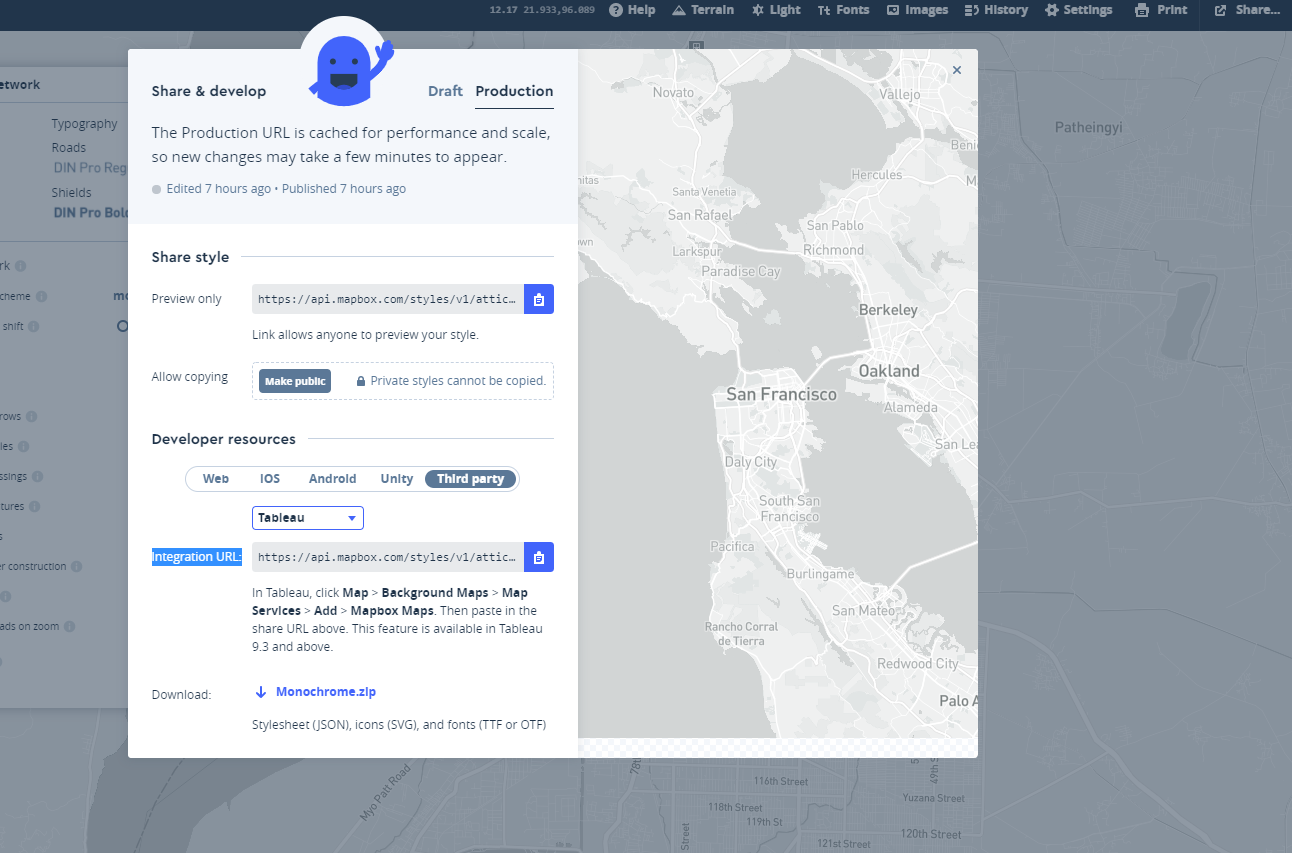 12.17 21.933,96.089 Help Terrain Light Fonts Images History Settings Print Share...
etwork
Typography
Roads
DIN Pro Reg
Shields
DIN Pro Bold
rk
cheme
shift
rows
les
ssings
tures
s
er construction
ads on zoom
Share & develop
Draft Production
The Production URL is cached for performance and scale,
so new changes may take a few minutes to appear.
Edited 7 hours ago • Published 7 hours ago
Share style
Preview only https://api.mapbox.com/styles/v1/attic...
Link allows anyone to preview your style.
Allow copying Make public Private styles cannot be copied.
Developer resources
Web iOS Android Unity Third party
Tableau
Integration URL: https://api.mapbox.com/styles/v1/attic...
In Tableau, click Map > Background Maps > Map
Services > Add > Mapbox Maps. Then paste in the
share URL above. This feature is available in Tableau
9.3 and above.
Download: Monochrome.zip
Stylesheet (JSON), icons (SVG), and fonts (TTF or OTF)
Novato
Vallejo
Beni
Hercules
nitas
Santa Venetia
San Rafael
San Pablo
own
Larkspur
Richmond
Paradise Cay
Berkeley
Oakland
San Francisco
Alameda
San Lea
Daly City
South San
Francisco
Pacifica
Burlingame
San Mateo
Rancho Corral
de Tierra
Redwood City
Palo A
Patheingyi
Myo Patt Road
78th
116th Street
118th Street
119th St
Street
49th Street
Yuzana Street
120th Street
121st Street